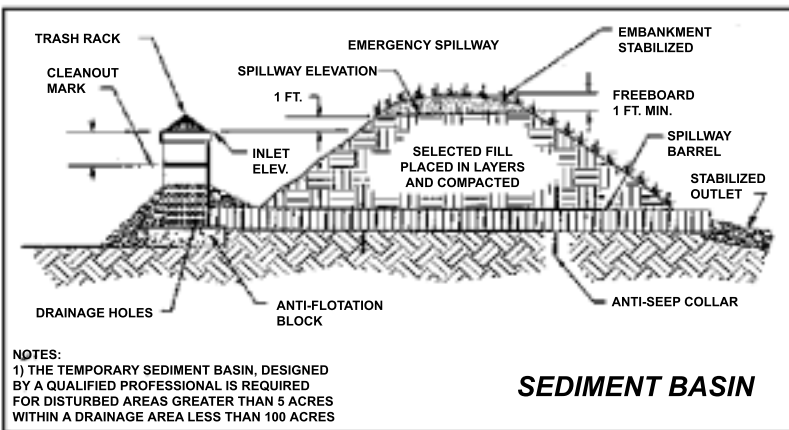 TRASH RACK
CLEANOUT
MARK
EMERGENCY SPILLWAY
SPILLWAY ELEVATION
1 FT.
EMBANKMENT
STABILIZED
FREEBOARD
1 FT. MIN.
SPILLWAY
BARREL
INLET
ELEV.
SELECTED FILL
PLACED IN LAYERS
AND COMPACTED
STABILIZED
OUTLET
DRAINAGE HOLES
ANTI-FLOTATION
BLOCK
ANTI-SEEP COLLAR
NOTES:
1) THE TEMPORARY SEDIMENT BASIN, DESIGNED
BY A QUALIFIED PROFESSIONAL IS REQUIRED
FOR DISTURBED AREAS GREATER THAN 5 ACRES
WITHIN A DRAINAGE AREA LESS THAN 100 ACRES
SEDIMENT BASIN